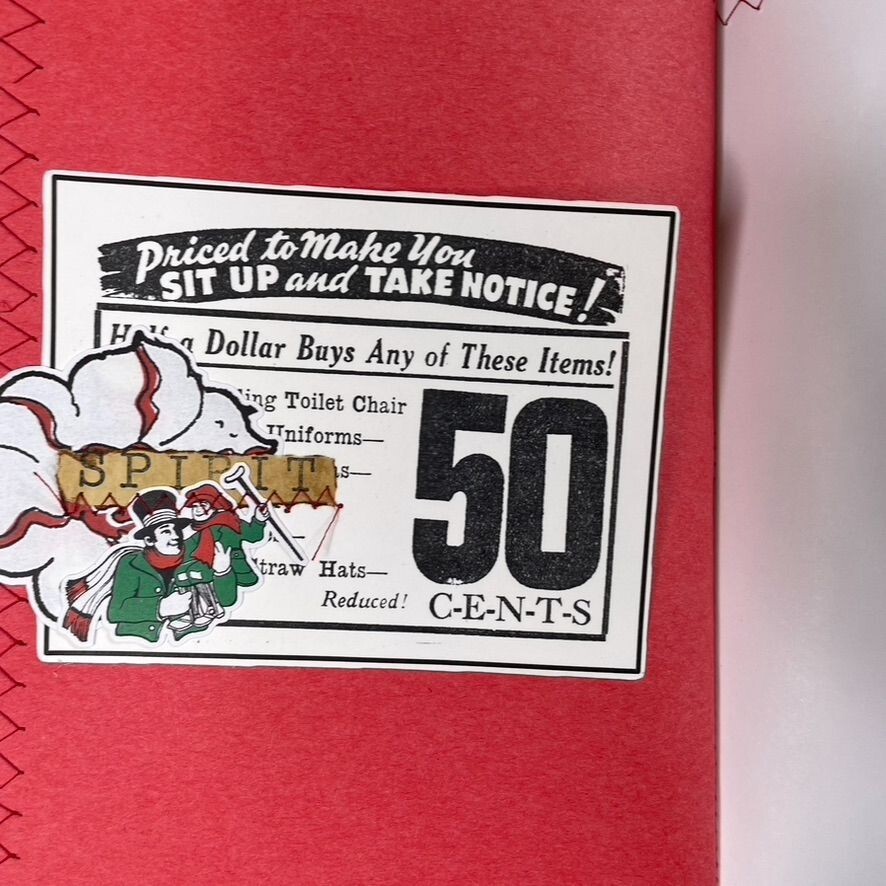 Priced to Make You
SIT UP and TAKE NOTICE!
Half a Dollar Buys Any of These Items!
Toilet Chair
Uniforms—
50
SPIRIT
Straw Hats—
Reduced!
C-E-N-T-S